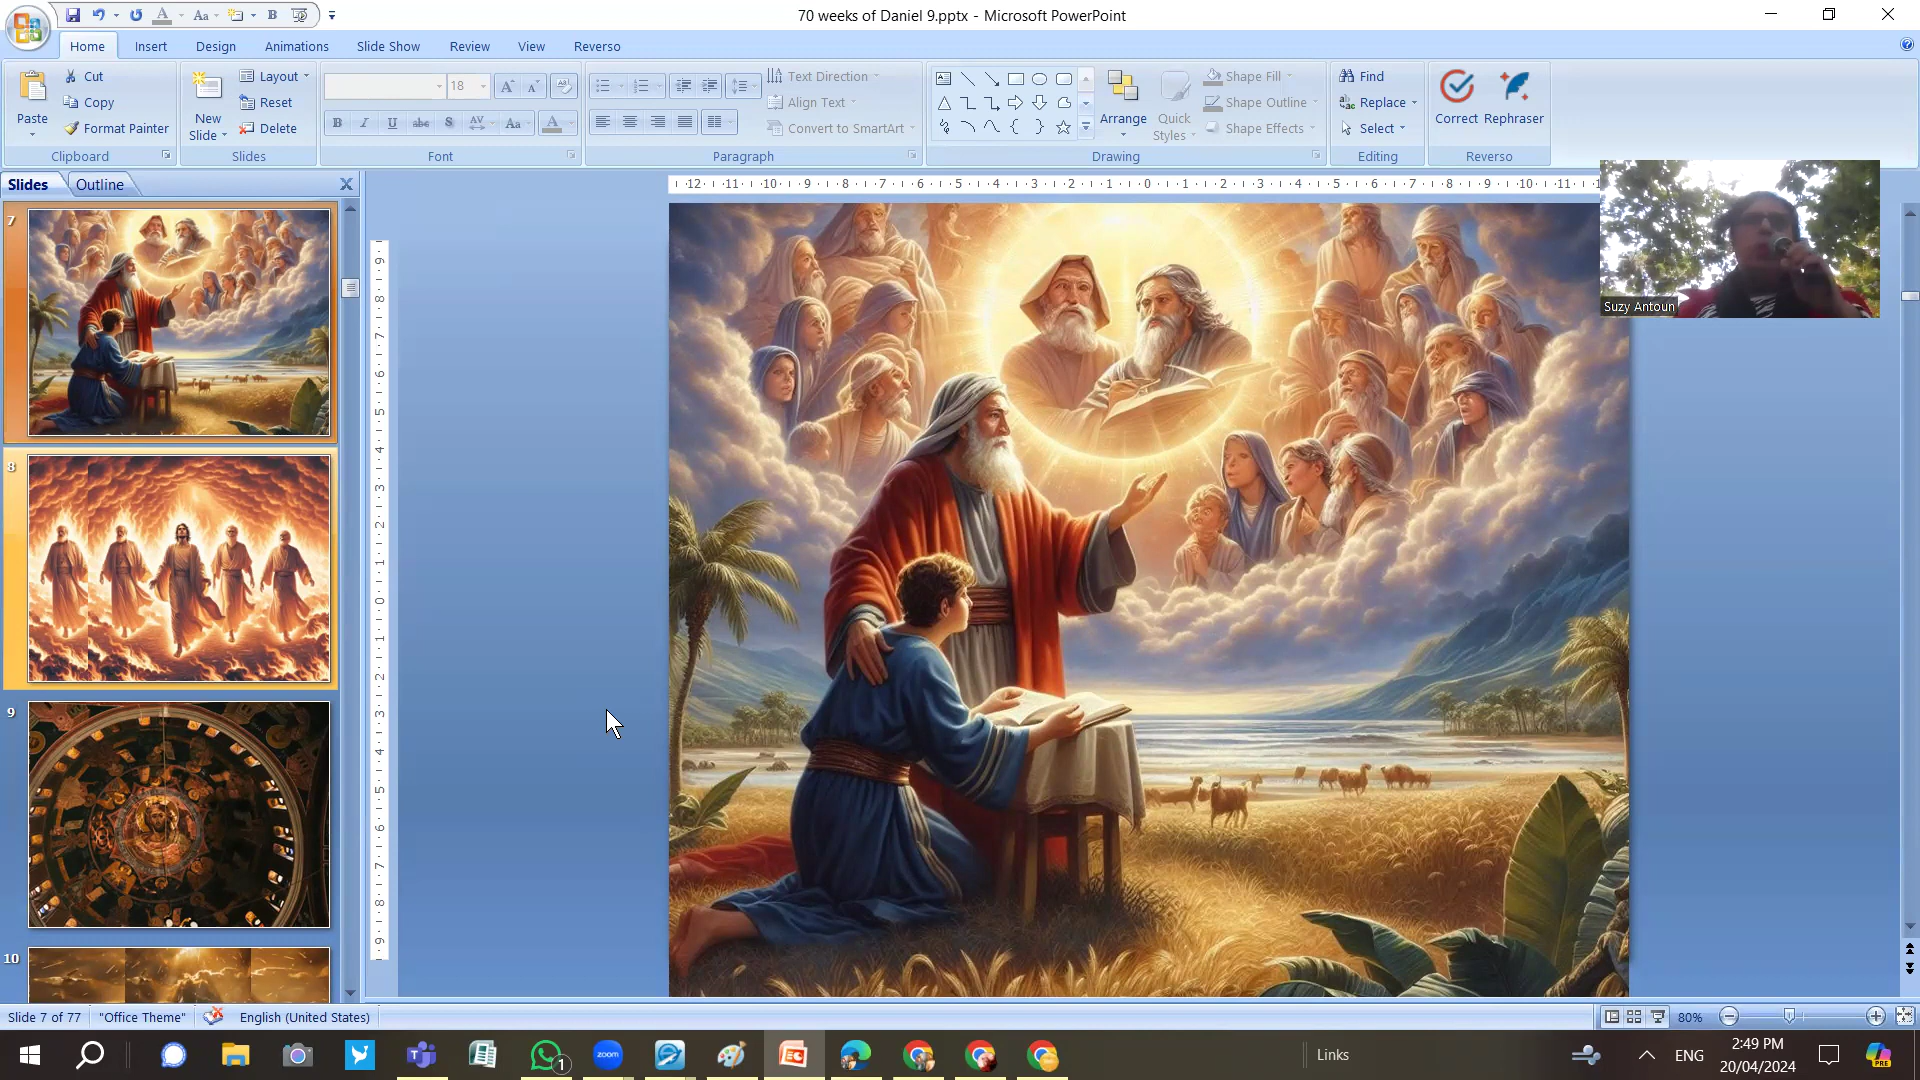 70 weeks of Daniel 9.pptx - Microsoft PowerPoint
Home Insert Design Animations Slide Show Review View Reverso
Paste
Cut
Copy
Format Painter
Clipboard
New Slide
Layout
Reset
Delete
Slides
18
Font
Text Direction
Align Text
Convert to SmartArt
Paragraph
Arrange
Quick Styles
Shape Fill
Shape Outline
Shape Effects
Drawing
Find
Replace
Select
Editing
Correct Rephraser
Reverso
Slides Outline
7
8
9
10
Suzy Antoun
Slide 7 of 77 "Office Theme" English (United States) 80%
Links ENG 2:49 PM
20/04/2024